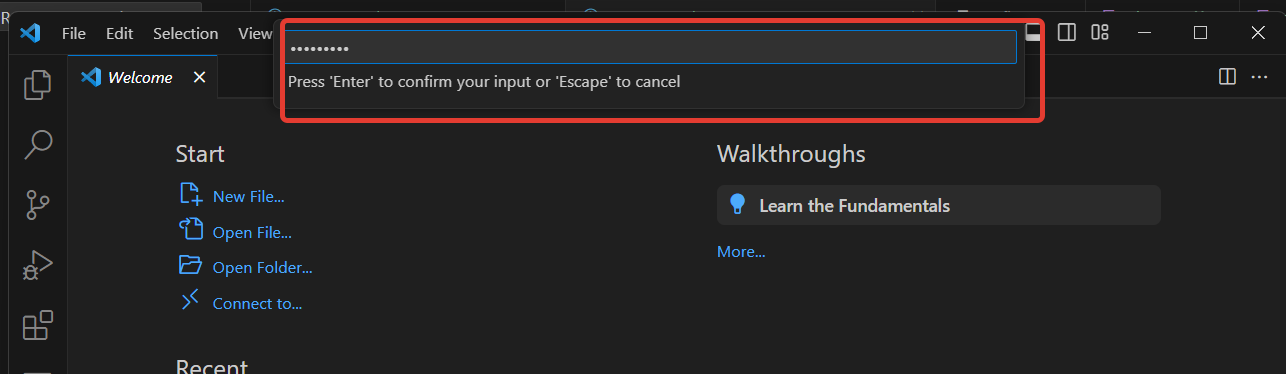 File Edit Selection View
•••••••••
Press 'Enter' to confirm your input or 'Escape' to cancel
Welcome
Start
New File...
Open File...
Open Folder...
Connect to...
Recent
Walkthroughs
Learn the Fundamentals
More...